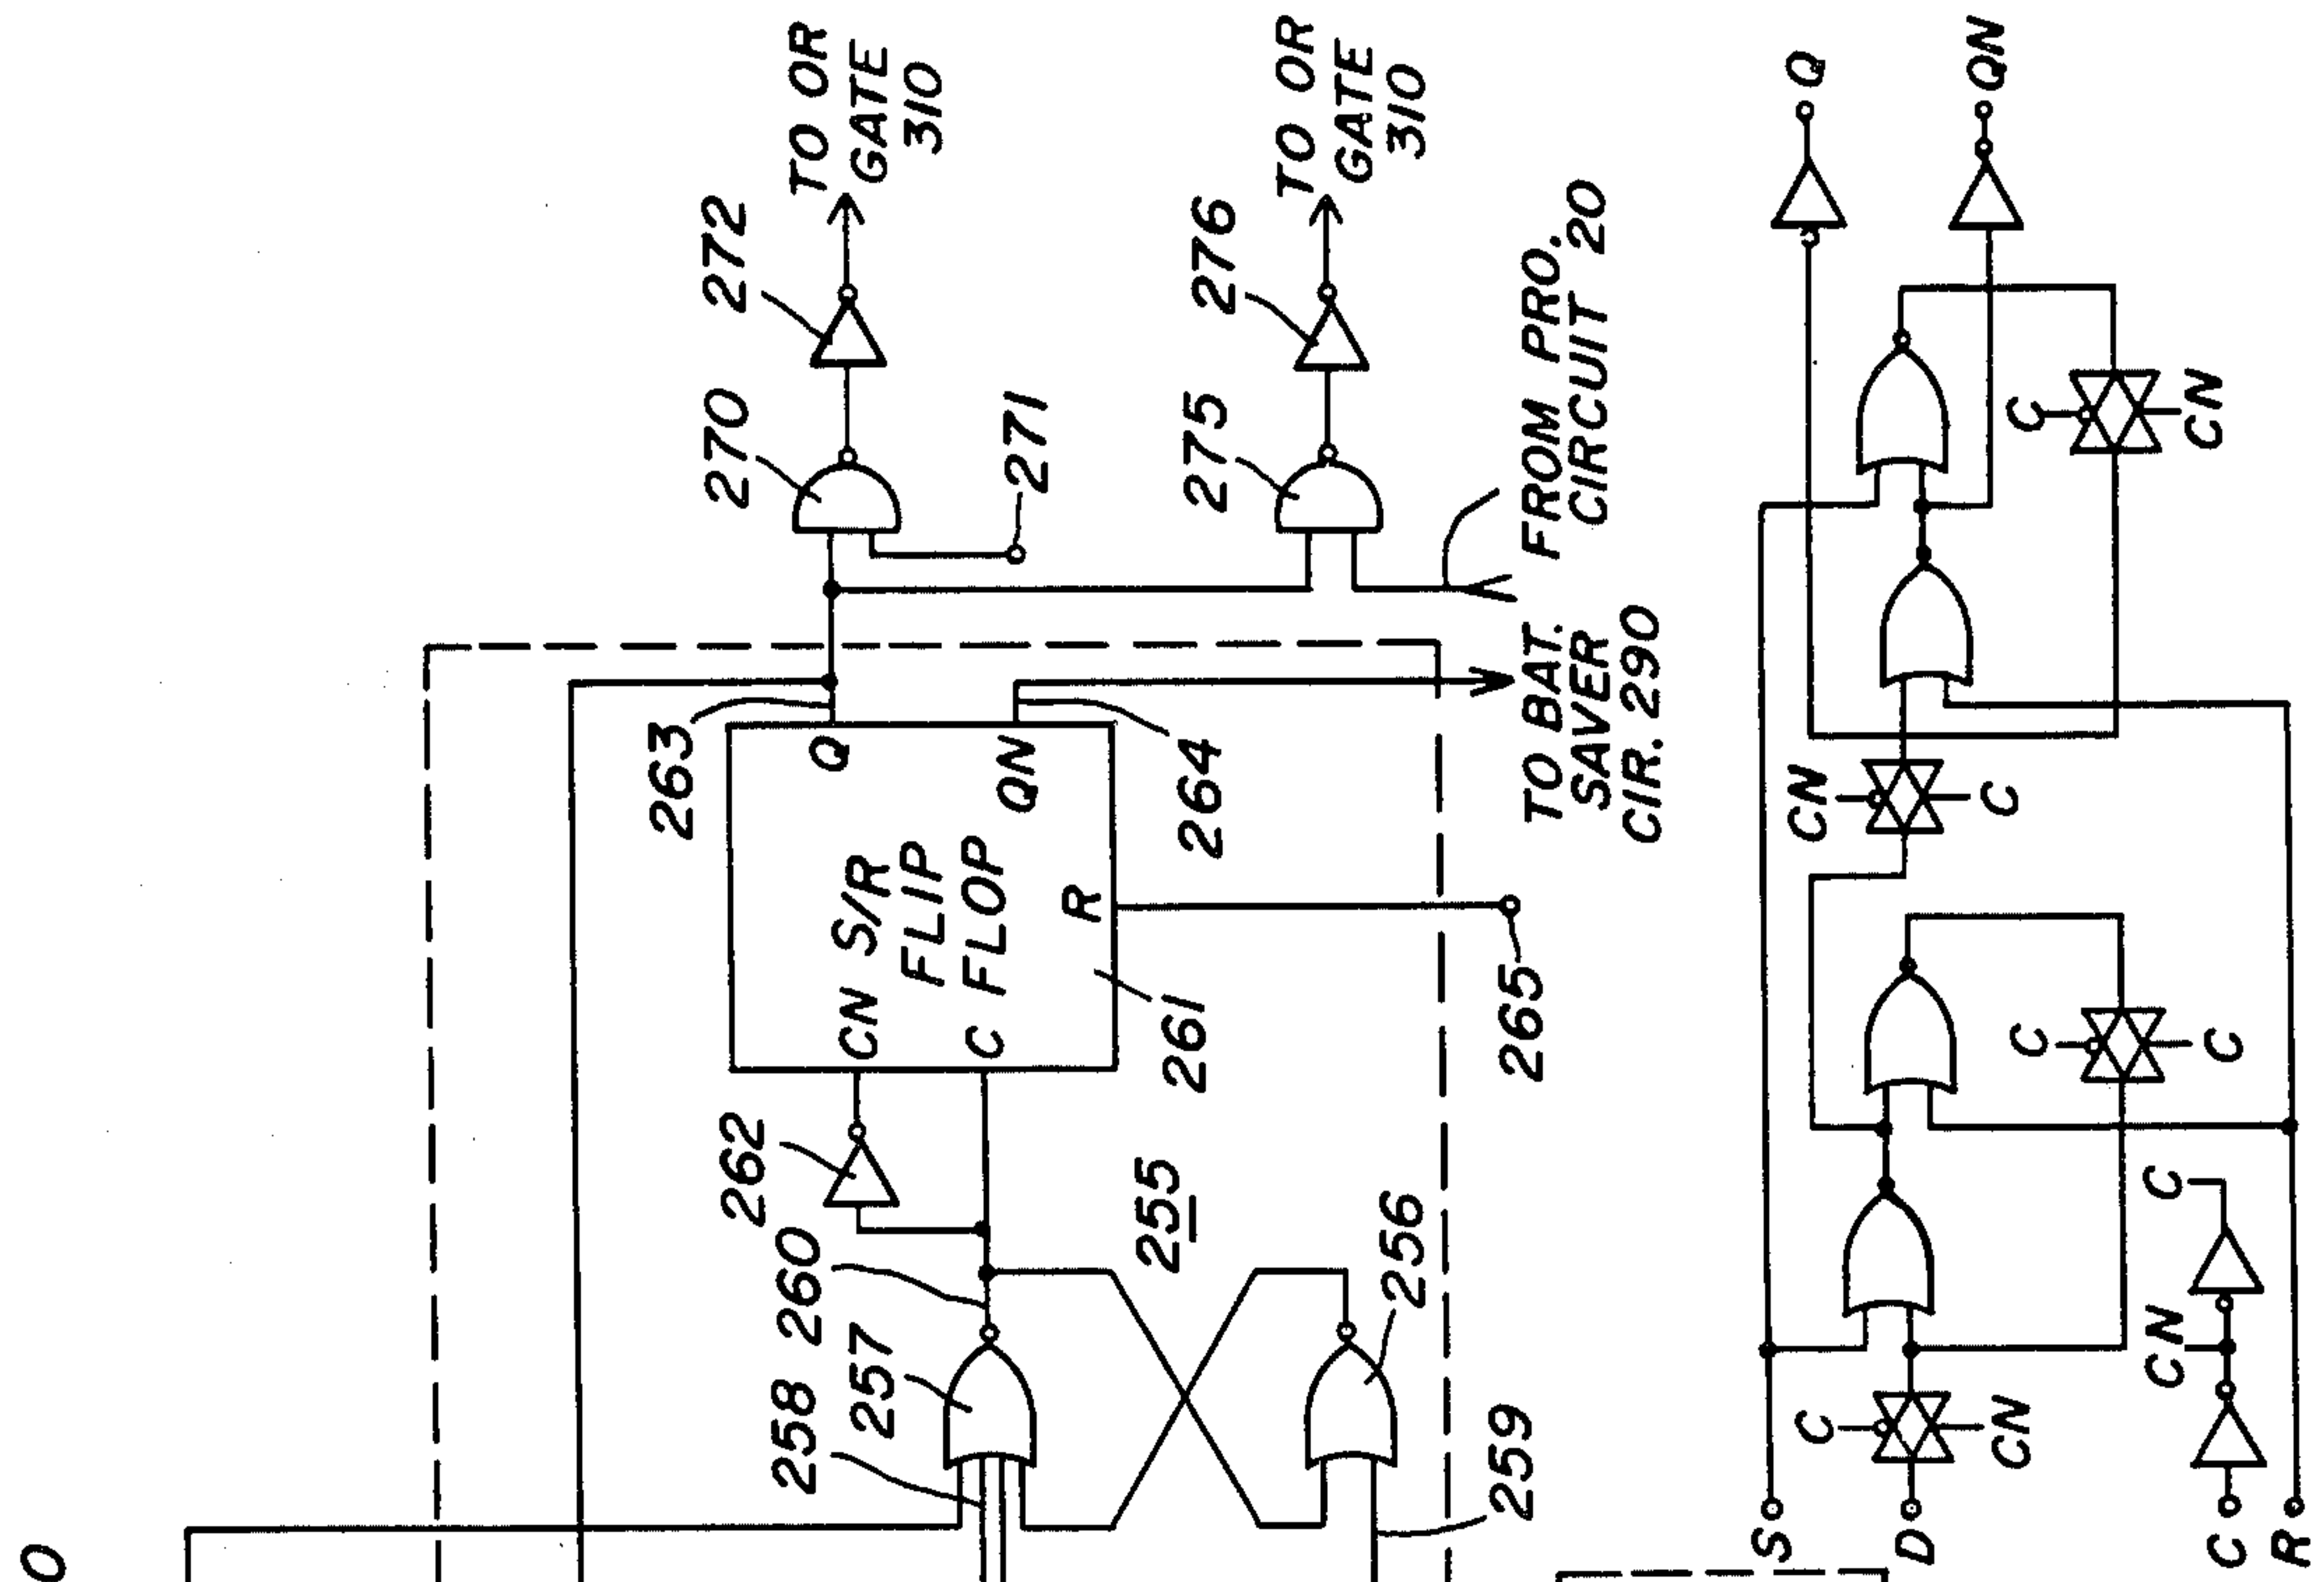 TO OR
GATE
310
272
270
271
TO OR
GATE
310
276
275
FROM PRO.
CIRCUIT 20
263
Q
QN
264
CN S/R
FLIP
C FLOP
R
261
265
TO BAT.
SAVER
CIR. 290
262
260
255
258
257
256
259
0
Q
QN
C
CN
CN
C
C
C
C
CN
C
CN
S
D
C
R